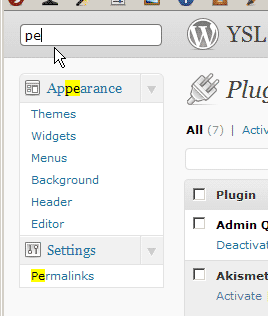 pe
YSL
Appearance
Themes
Widgets
Menus
Background
Header
Editor
Settings
Permalinks
Plug
All (7) | Activ
Plugin
Admin Q
Deactivat
Akismet
Activate